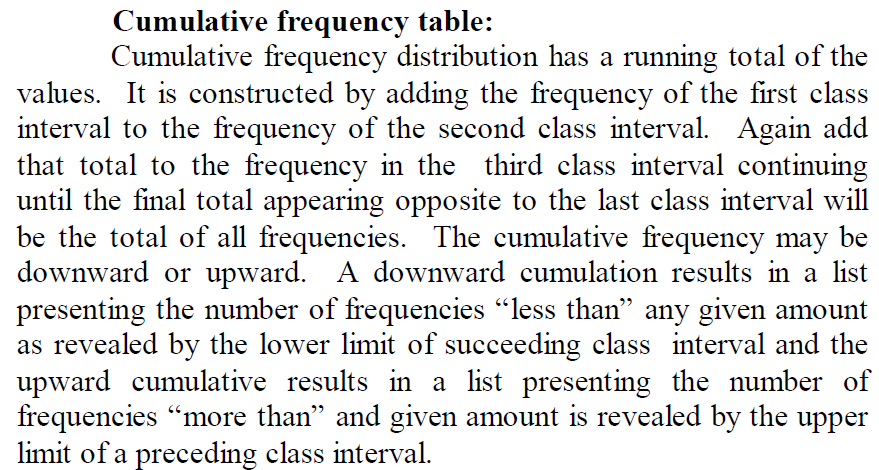 Cumulative frequency table:
Cumulative frequency distribution has a running total of the
values. It is constructed by adding the frequency of the first class
interval to the frequency of the second class interval. Again add
that total to the frequency in the third class interval continuing
until the final total appearing opposite to the last class interval will
be the total of all frequencies. The cumulative frequency may be
downward or upward. A downward cumulation results in a list
presenting the number of frequencies “less than” any given amount
as revealed by the lower limit of succeeding class interval and the
upward cumulative results in a list presenting the number of
frequencies “more than” and given amount is revealed by the upper
limit of a preceding class interval.